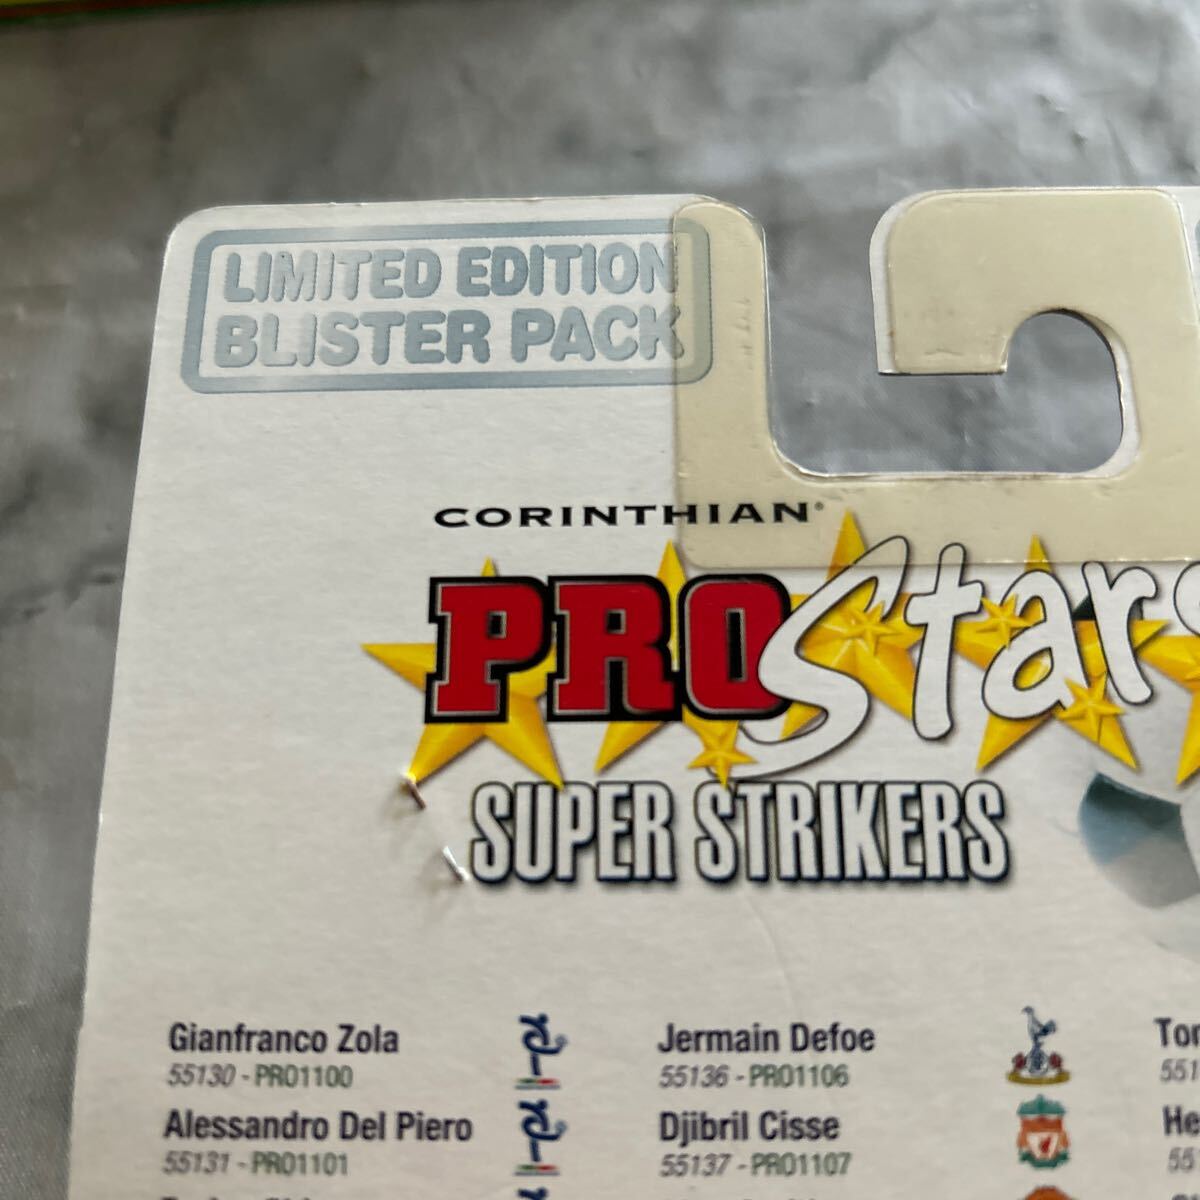 LIMITED EDITION
BLISTER PACK
CORINTHIAN®
PRO Stars
SUPER STRIKERS
Gianfranco Zola
55130 - PRO1100
Alessandro Del Piero
55131 - PRO1101
Jermain Defoe
55136 - PRO1106
Djibril Cisse
55137 - PRO1107